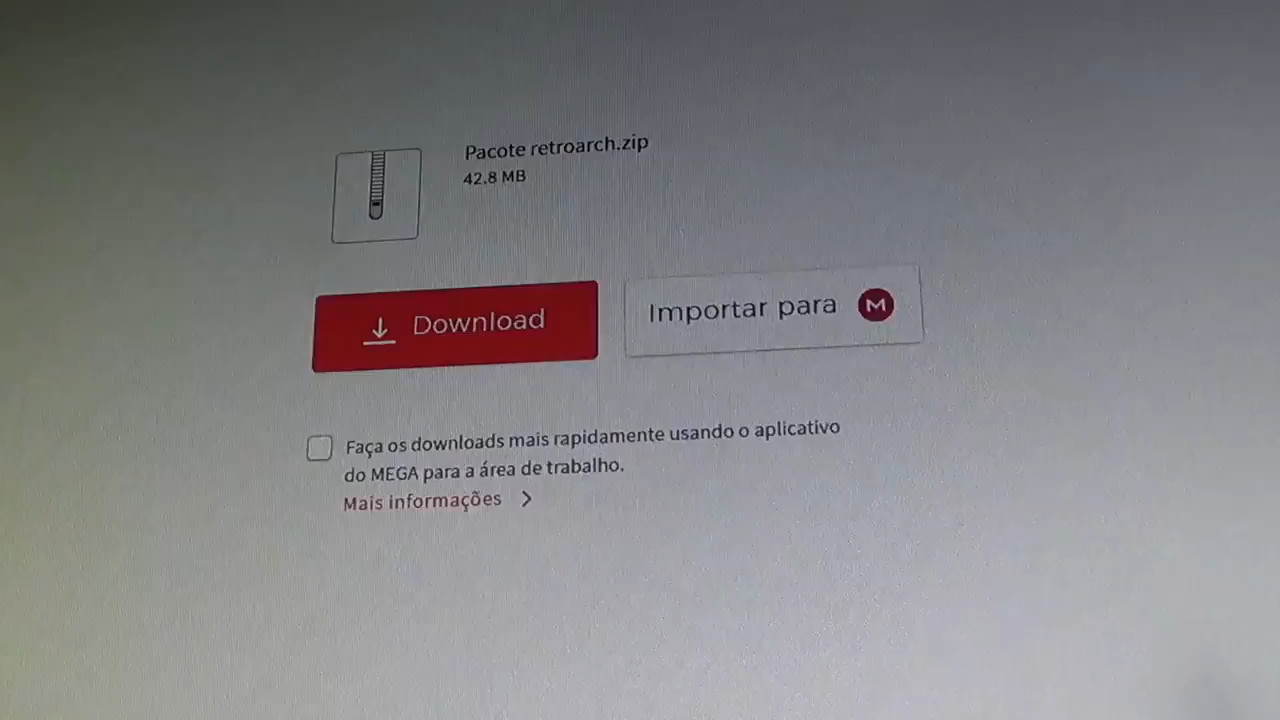 Pacote retroarch.zip
42.8 MB
Download
Importar para M
Faça os downloads mais rapidamente usando o aplicativo
do MEGA para a área de trabalho.
Mais informações >